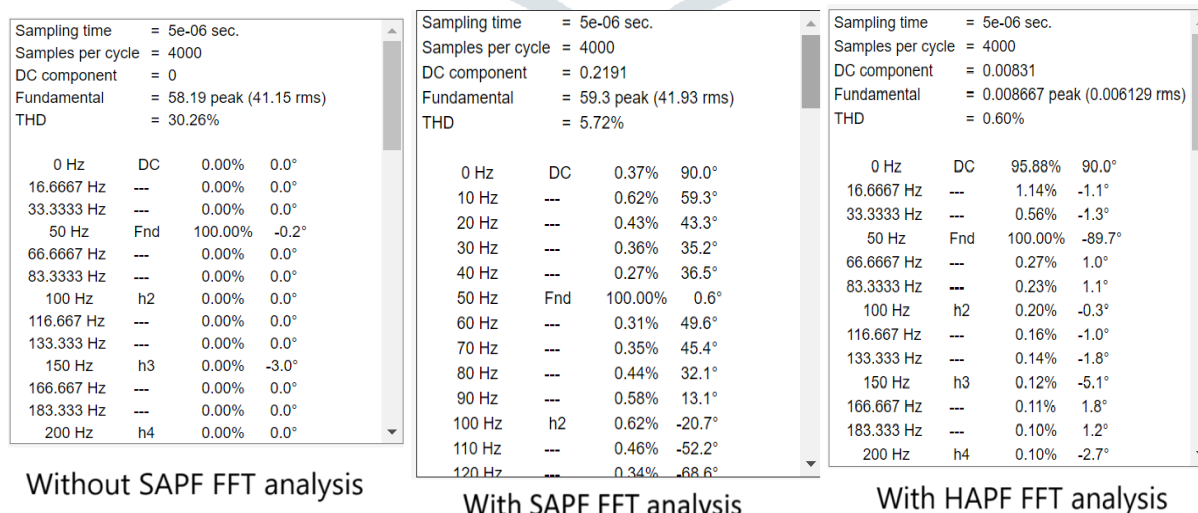 Sampling time = 5e-06 sec.
Samples per cycle = 4000
DC component = 0
Fundamental = 58.19 peak (41.15 rms)
THD = 30.26%
0 Hz DC 0.00% 0.0°
16.6667 Hz --- 0.00% 0.0°
33.3333 Hz --- 0.00% 0.0°
50 Hz Fnd 100.00% -0.2°
66.6667 Hz --- 0.00% 0.0°
83.3333 Hz --- 0.00% 0.0°
100 Hz h2 0.00% 0.0°
116.667 Hz --- 0.00% 0.0°
133.333 Hz --- 0.00% 0.0°
150 Hz h3 0.00% -3.0°
166.667 Hz --- 0.00% 0.0°
183.333 Hz --- 0.00% 0.0°
200 Hz h4 0.00% 0.0°
Without SAPF FFT analysis
Sampling time = 5e-06 sec.
Samples per cycle = 4000
DC component = 0.2191
Fundamental = 59.3 peak (41.93 rms)
THD = 5.72%
0 Hz DC 0.37% 90.0°
10 Hz --- 0.62% 59.3°
20 Hz --- 0.43% 43.3°
30 Hz --- 0.36% 35.2°
40 Hz --- 0.27% 36.5°
50 Hz Fnd 100.00% 0.6°
60 Hz --- 0.31% 49.6°
70 Hz --- 0.35% 45.4°
80 Hz --- 0.44% 32.1°
90 Hz --- 0.58% 13.1°
100 Hz h2 0.62% -20.7°
110 Hz --- 0.46% -52.2°
120 Hz --- 0.34% -68.6°
With SAPF FFT analysis
Sampling time = 5e-06 sec.
Samples per cycle = 4000
DC component = 0.00831
Fundamental = 0.008667 peak (0.006129 rms)
THD = 0.60%
0 Hz DC 95.88% 90.0°
16.6667 Hz --- 1.14% -1.1°
33.3333 Hz --- 0.56% -1.3°
50 Hz Fnd 100.00% -89.7°
66.6667 Hz --- 0.27% 1.0°
83.3333 Hz --- 0.23% 1.1°
100 Hz h2 0.20% -0.3°
116.667 Hz --- 0.16% -1.0°
133.333 Hz --- 0.14% -1.8°
150 Hz h3 0.12% -5.1°
166.667 Hz --- 0.11% 1.8°
183.333 Hz --- 0.10% 1.2°
200 Hz h4 0.10% -2.7°
With HAPF FFT analysis